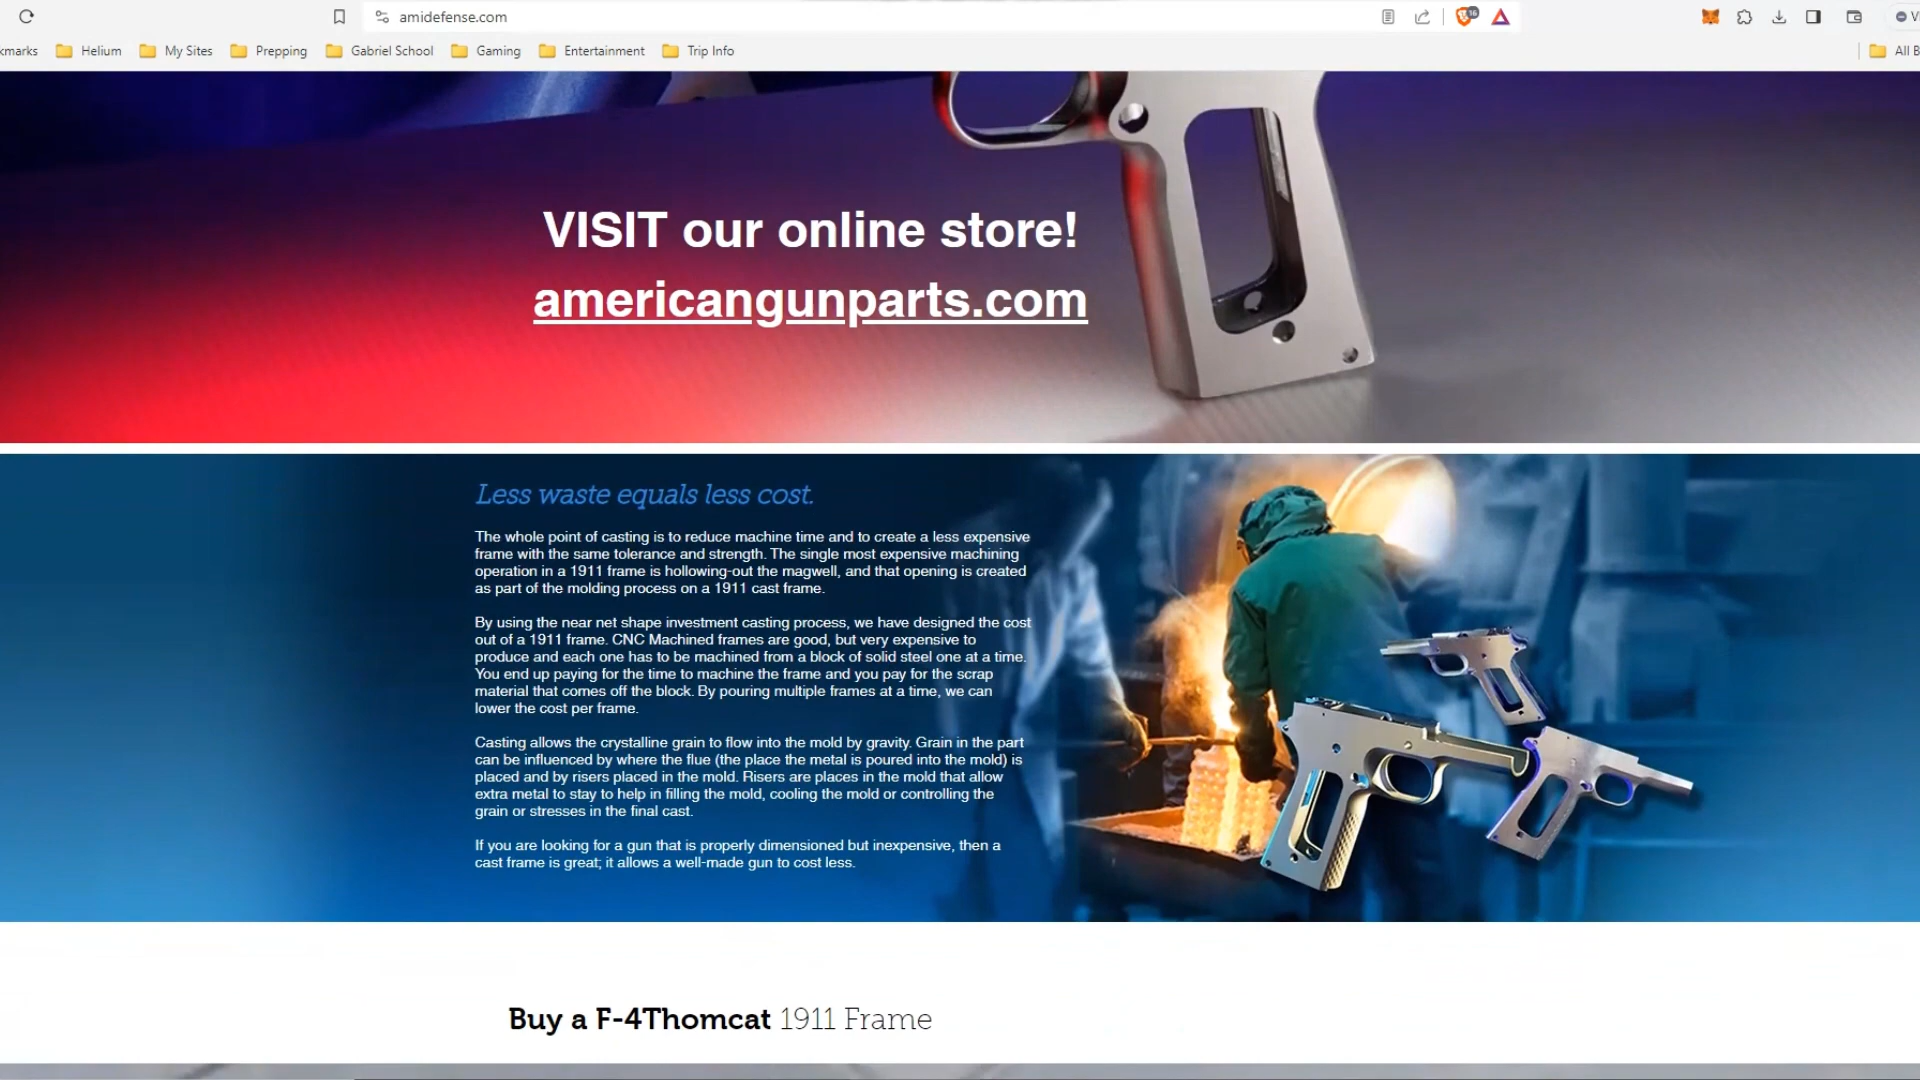 amidefense.com
16
kmarks
Helium
My Sites
Prepping
Gabriel School
Gaming
Entertainment
Trip Info
All B
VISIT our online store!
americangunparts.com
Less waste equals less cost.
The whole point of casting is to reduce machine time and to create a less expensive
frame with the same tolerance and strength. The single most expensive machining
operation in a 1911 frame is hollowing-out the magwell, and that opening is created
as part of the molding process on a 1911 cast frame.
By using the near net shape investment casting process, we have designed the cost
out of a 1911 frame. CNC Machined frames are good, but very expensive to
produce and each one has to be machined from a block of solid steel one at a time.
You end up paying for the time to machine the frame and you pay for the scrap
material that comes off the block. By pouring multiple frames at a time, we can
lower the cost per frame.
Casting allows the crystalline grain to flow into the mold by gravity. Grain in the part
can be influenced by where the flue (the place the metal is poured into the mold) is
placed and by risers placed in the mold. Risers are places in the mold that allow
extra metal to stay to help in filling the mold, cooling the mold or controlling the
grain or stresses in the final cast.
If you are looking for a gun that is properly dimensioned but inexpensive, then a
cast frame is great; it allows a well-made gun to cost less.
Buy a F-4Thomcat 1911 Frame